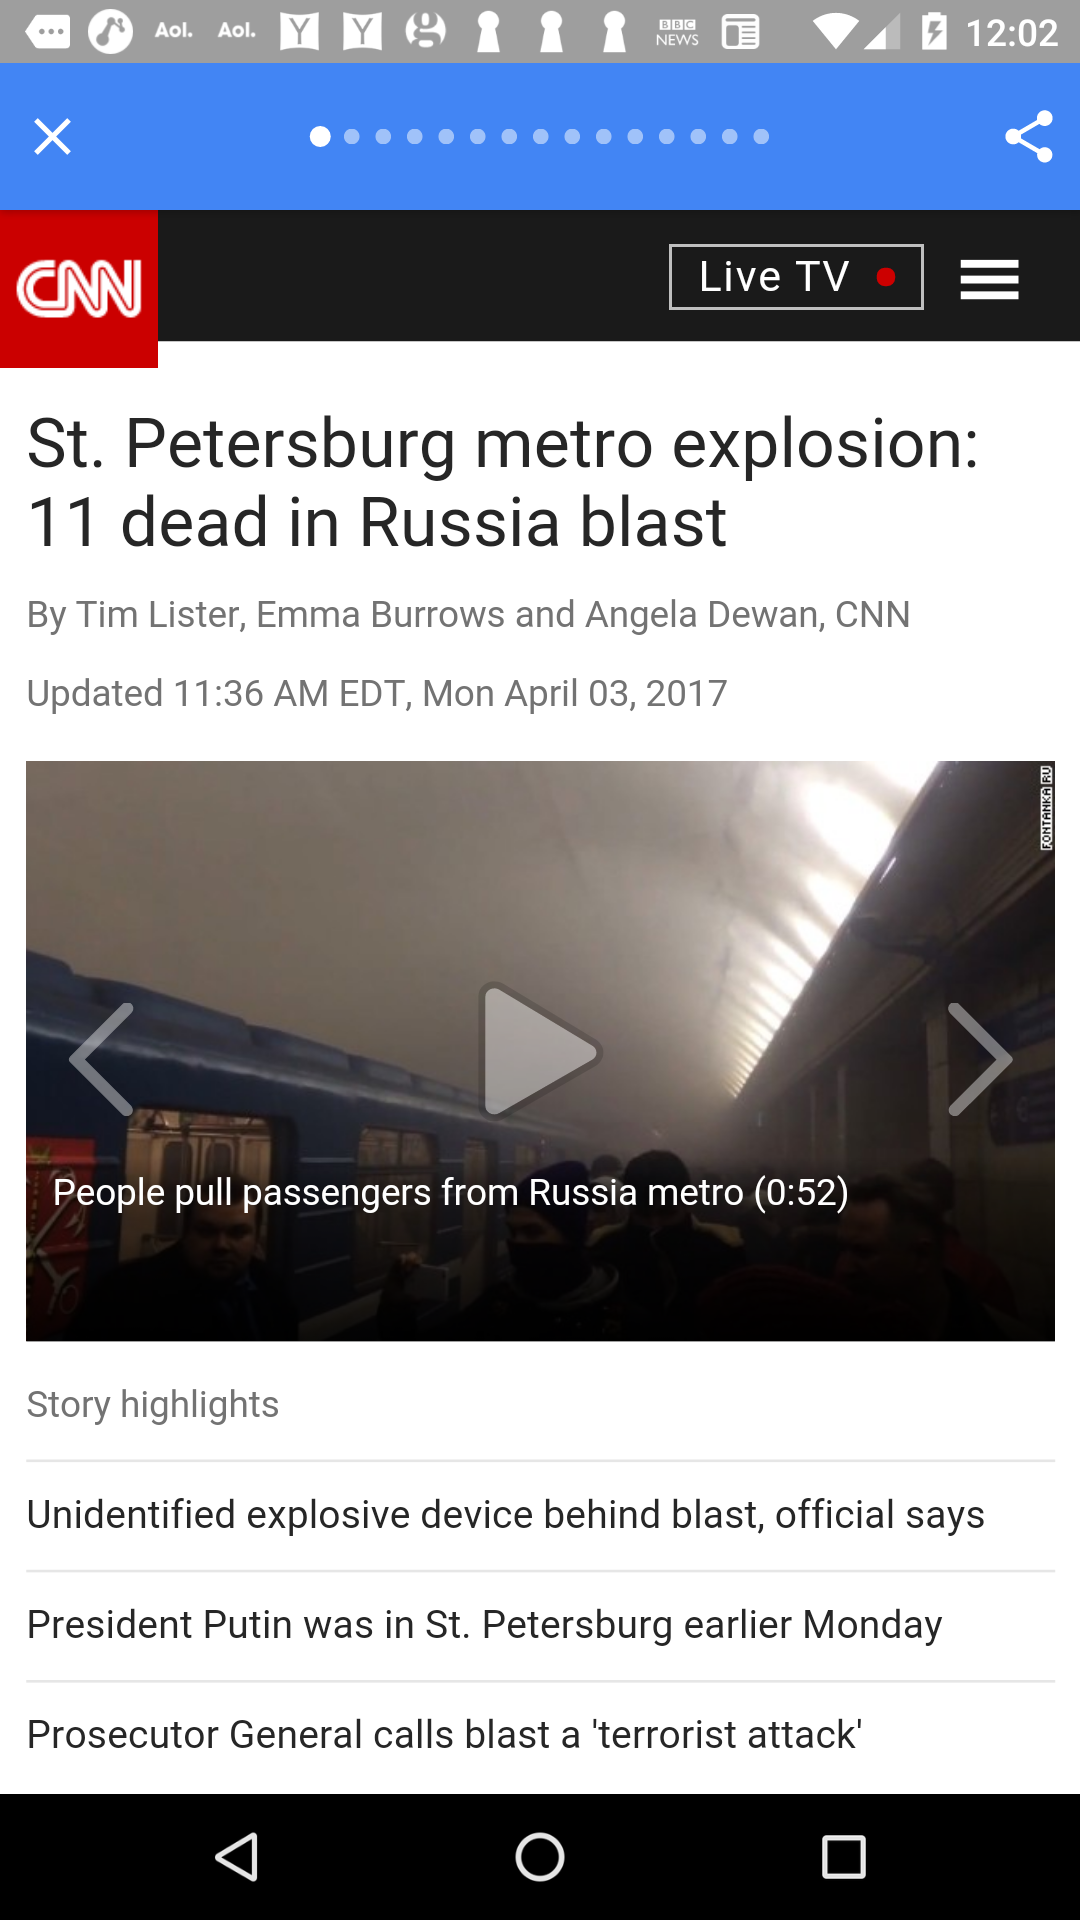 Aol. Aol. Y Y g BBC NEWS 12:02
CNN
Live TV
St. Petersburg metro explosion:
11 dead in Russia blast
By Tim Lister, Emma Burrows and Angela Dewan, CNN
Updated 11:36 AM EDT, Mon April 03, 2017
FONTANKA.RU
People pull passengers from Russia metro (0:52)
Story highlights
Unidentified explosive device behind blast, official says
President Putin was in St. Petersburg earlier Monday
Prosecutor General calls blast a 'terrorist attack'